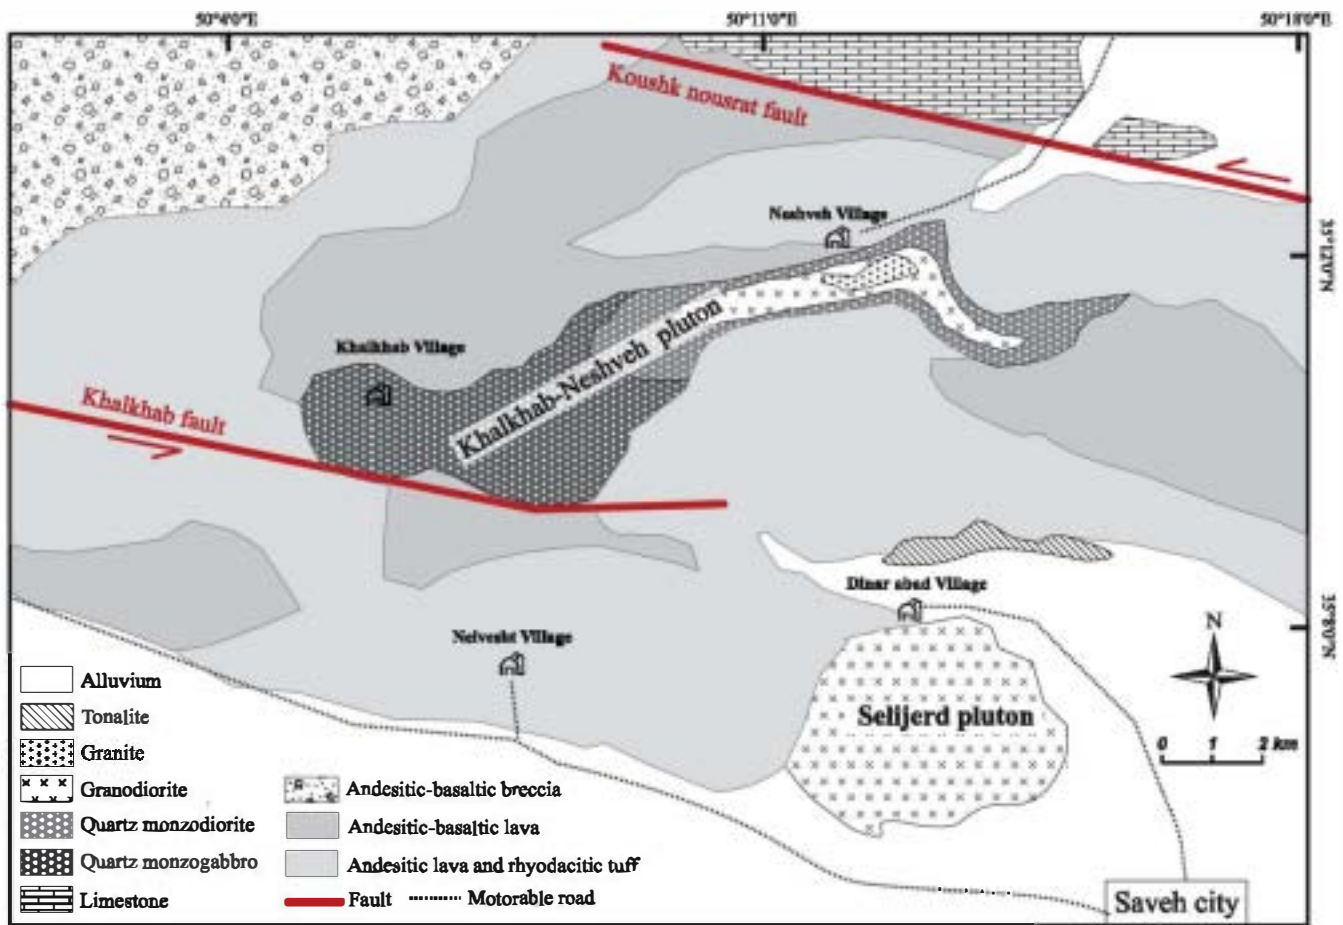 50°4'0"E
50°11'0"E
50°18'0"E
Koushk nousrat fault
Neshveh Village
35°12'0"N
Khalkhab Village
Khalkhab-Neshveh pluton
Khalkhab fault
Dinar abad Village
35°8'0"N
Nelvesht Village
N
Selijerd pluton
0 1 2 km
Alluvium
Tonalite
Granite
Granodiorite
Quartz monzodiorite
Quartz monzogabbro
Limestone
Andesitic-basaltic breccia
Andesitic-basaltic lava
Andesitic lava and rhyodacitic tuff
Fault
Motorable road
Saveh city